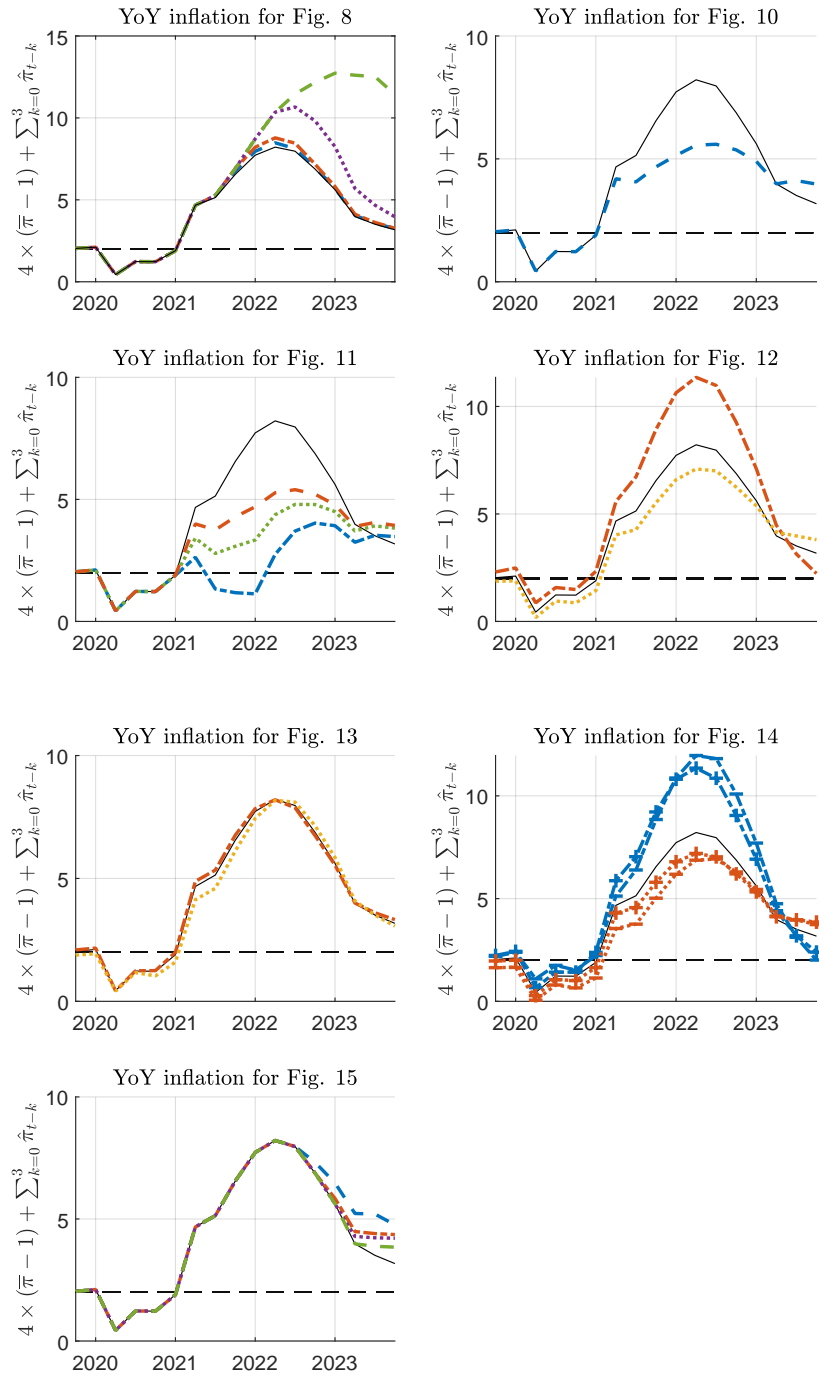 YoY inflation for Fig. 8
4 × (π̅ − 1) + ∑³ₖ₌₀ π̂ₜ₋ₖ
15
10
5
0
2020 2021 2022 2023
YoY inflation for Fig. 10
4 × (π̅ − 1) + ∑³ₖ₌₀ π̂ₜ₋ₖ
10
5
0
2020 2021 2022 2023
YoY inflation for Fig. 11
4 × (π̅ − 1) + ∑³ₖ₌₀ π̂ₜ₋ₖ
10
5
0
2020 2021 2022 2023
YoY inflation for Fig. 12
4 × (π̅ − 1) + ∑³ₖ₌₀ π̂ₜ₋ₖ
10
5
0
2020 2021 2022 2023
YoY inflation for Fig. 13
4 × (π̅ − 1) + ∑³ₖ₌₀ π̂ₜ₋ₖ
10
5
0
2020 2021 2022 2023
YoY inflation for Fig. 14
4 × (π̅ − 1) + ∑³ₖ₌₀ π̂ₜ₋ₖ
10
5
0
2020 2021 2022 2023
YoY inflation for Fig. 15
4 × (π̅ − 1) + ∑³ₖ₌₀ π̂ₜ₋ₖ
10
5
0
2020 2021 2022 2023